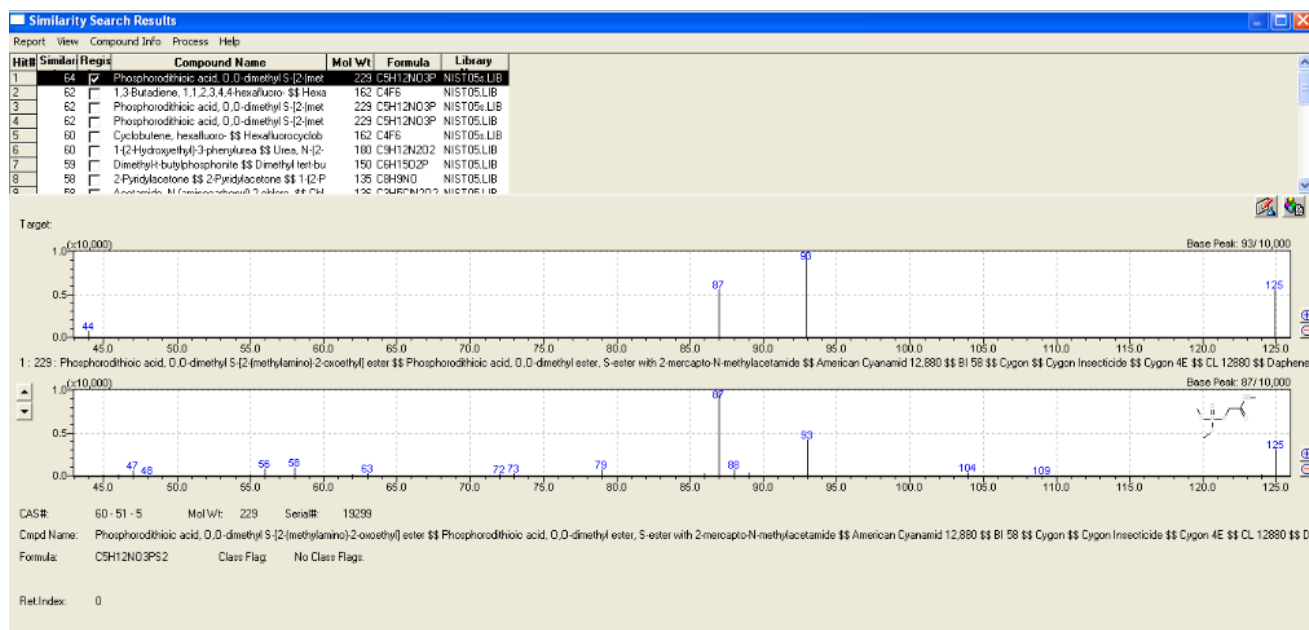 Similarity Search Results
Report View Compound Info Process Help
Hit# Similari Regis Compound Name Mol Wt Formula Library
1 64 Phosphorodithioic acid, O,O-dimethyl S-[2-(met 229 C5H12NO3P NIST05s.LIB
2 62 1,3-Butadiene, 1,1,2,3,4,4-hexafluoro- $$ Hexa 162 C4F6 NIST05.LIB
3 62 Phosphorodithioic acid, O,O-dimethyl S-[2-(met 229 C5H12NO3P NIST05s.LIB
4 62 Phosphorodithioic acid, O,O-dimethyl S-[2-(met 229 C5H12NO3P NIST05.LIB
5 60 Cyclobutene, hexafluoro- $$ Hexafluorocyclob 162 C4F6 NIST05s.LIB
6 60 1-(2-Hydroxyethyl)-3-phenylurea $$ Urea, N-(2- 180 C9H12N2O2 NIST05.LIB
7 59 Dimethyl-t-butylphosphonite $$ Dimethyl tert-bu 150 C6H15O2P NIST05.LIB
8 58 2-Pyridylacetone $$ 2-Pyridylacetone $$ 1-(2-P 135 C8H9NO NIST05.LIB
9 58 Acetamide, N-(aminocarbonyl)-2-chloro- $$ Chl 136 NIST05.LIB
Target:
(x10,000) Base Peak: 93/10,000
1.0 93
87 125
0.5
44
0.0
45.0 50.0 55.0 60.0 65.0 70.0 75.0 80.0 85.0 90.0 95.0 100.0 105.0 110.0 115.0 120.0 125.0
1 : 229 : Phosphorodithioic acid, O,O-dimethyl S-[2-(methylamino)-2-oxoethyl] ester $$ Phosphorodithioic acid, O,O-dimethyl ester, S-ester with 2-mercapto-N-methylacetamide $$ American Cyanamid 12,880 $$ BI 58 $$ Cygon $$ Cygon Insecticide $$ Cygon 4E $$ CL 12880 $$ Daphene
(x10,000) Base Peak: 87/10,000
1.0 87
0.5 93
125
47 48 56 58 63 72 73 79 88 104 109
0.0
45.0 50.0 55.0 60.0 65.0 70.0 75.0 80.0 85.0 90.0 95.0 100.0 105.0 110.0 115.0 120.0 125.0
CAS#: 60 - 51 - 5 Mol Wt: 229 Serial#: 19299
Cmpd Name: Phosphorodithioic acid, O,O-dimethyl S-[2-(methylamino)-2-oxoethyl] ester $$ Phosphorodithioic acid, O,O-dimethyl ester, S-ester with 2-mercapto-N-methylacetamide $$ American Cyanamid 12,880 $$ BI 58 $$ Cygon $$ Cygon Insecticide $$ Cygon 4E $$ CL 12880 $$ D
Formula: C5H12NO3PS2 Class Flag: No Class Flags.
Ret.Index: 0